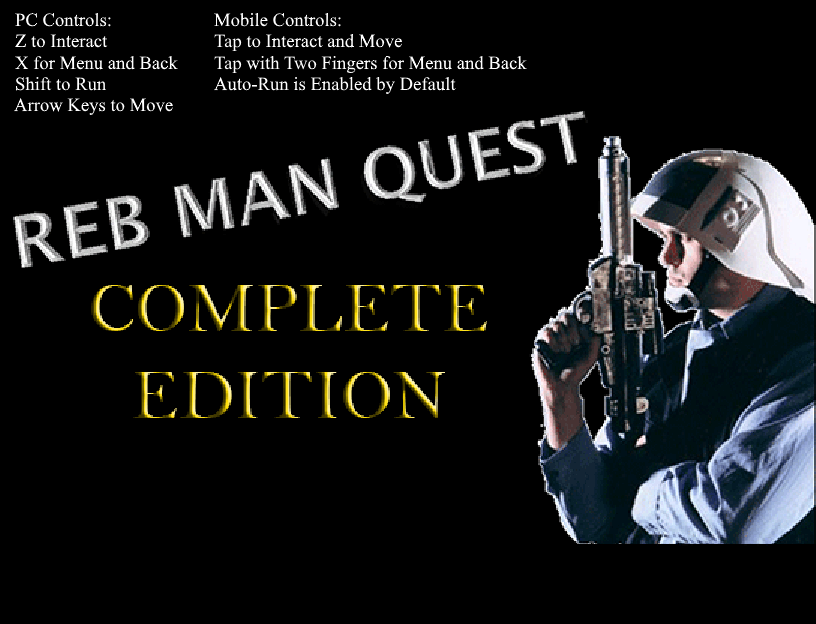 PC Controls:
Z to Interact
X for Menu and Back
Shift to Run
Arrow Keys to Move
Mobile Controls:
Tap to Interact and Move
Tap with Two Fingers for Menu and Back
Auto-Run is Enabled by Default
REB MAN QUEST
COMPLETE
EDITION